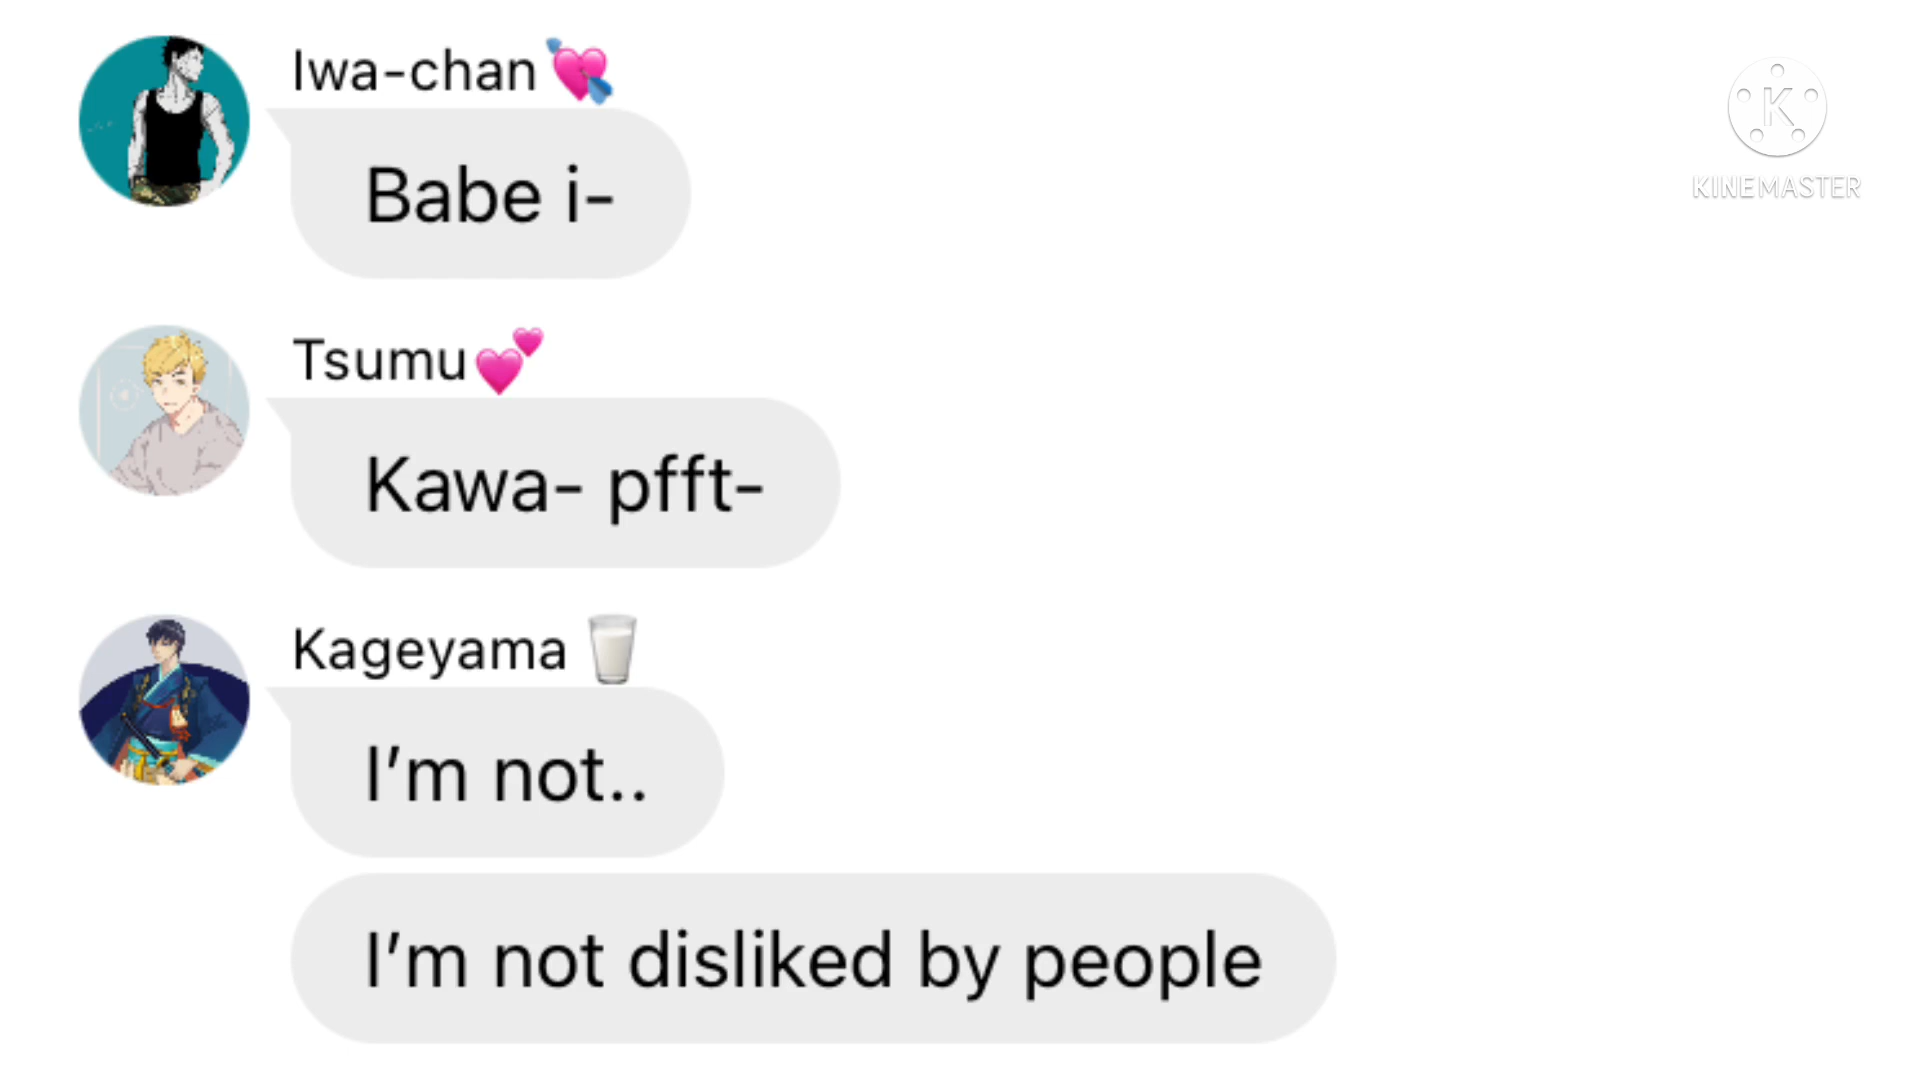 Iwa-chan💘
Babe i-
Tsumu💕
Kawa- pfft-
Kageyama 🥛
I’m not..
I’m not disliked by people
K
KINEMASTER